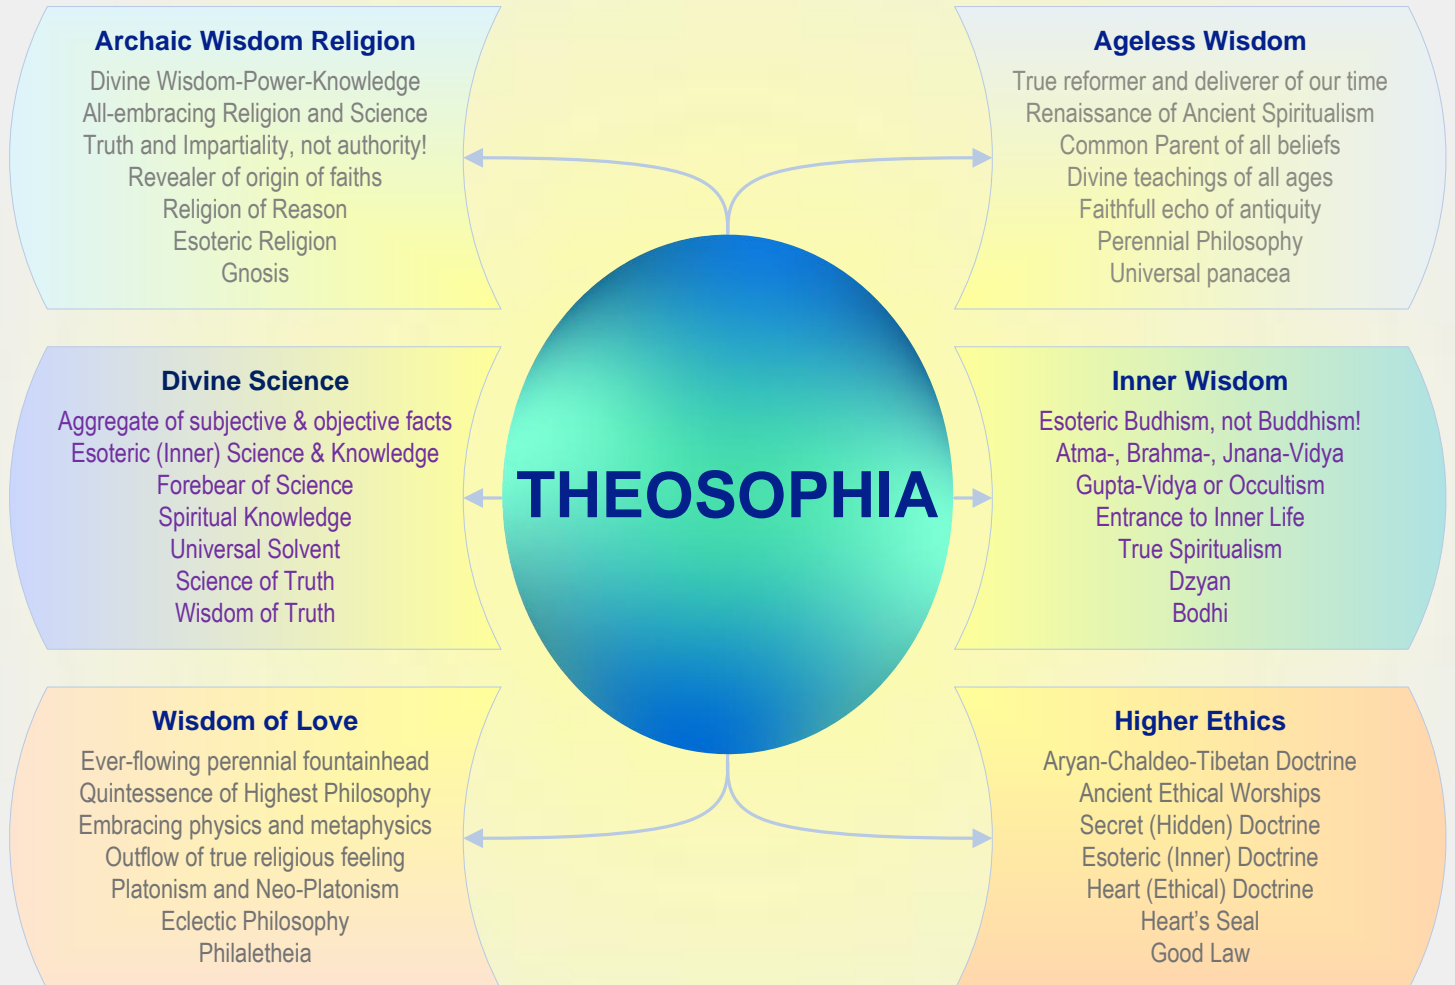 Archaic Wisdom Religion
Divine Wisdom-Power-Knowledge
All-embracing Religion and Science
Truth and Impartiality, not authority!
Revealer of origin of faiths
Religion of Reason
Esoteric Religion
Gnosis
Ageless Wisdom
True reformer and deliverer of our time
Renaissance of Ancient Spiritualism
Common Parent of all beliefs
Divine teachings of all ages
Faithfull echo of antiquity
Perennial Philosophy
Universal panacea
Divine Science
Aggregate of subjective & objective facts
Esoteric (Inner) Science & Knowledge
Forebear of Science
Spiritual Knowledge
Universal Solvent
Science of Truth
Wisdom of Truth
THEOSOPHIA
Inner Wisdom
Esoteric Budhism, not Buddhism!
Atma-, Brahma-, Jnana-Vidya
Gupta-Vidya or Occultism
Entrance to Inner Life
True Spiritualism
Dzyan
Bodhi
Wisdom of Love
Ever-flowing perennial fountainhead
Quintessence of Highest Philosophy
Embracing physics and metaphysics
Outflow of true religious feeling
Platonism and Neo-Platonism
Eclectic Philosophy
Philaletheia
Higher Ethics
Aryan-Chaldeo-Tibetan Doctrine
Ancient Ethical Worships
Secret (Hidden) Doctrine
Esoteric (Inner) Doctrine
Heart (Ethical) Doctrine
Heart’s Seal
Good Law